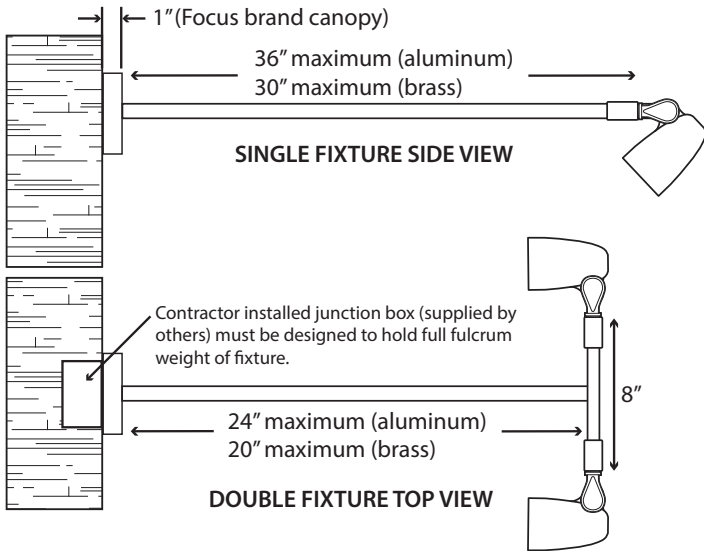 1” (Focus brand canopy)
36” maximum (aluminum)
30” maximum (brass)
SINGLE FIXTURE SIDE VIEW
Contractor installed junction box (supplied by
others) must be designed to hold full fulcrum
weight of fixture.
8”
24” maximum (aluminum)
20” maximum (brass)
DOUBLE FIXTURE TOP VIEW